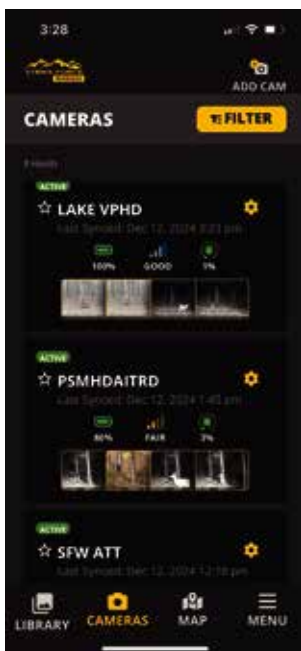 3:28
ADD CAM
CAMERAS
FILTER
ACTIVE
LAKE VPHD
Last Synced: Dec 12, 2024 3:23 pm
100% GOOD 1%
ACTIVE
PSMHDAITRD
Last Synced: Dec 12, 2024 1:45 pm
80% FAIR 3%
ACTIVE
SFW ATT
Last Synced: Dec 12, 2024 12:18 pm
LIBRARY CAMERAS MAP MENU